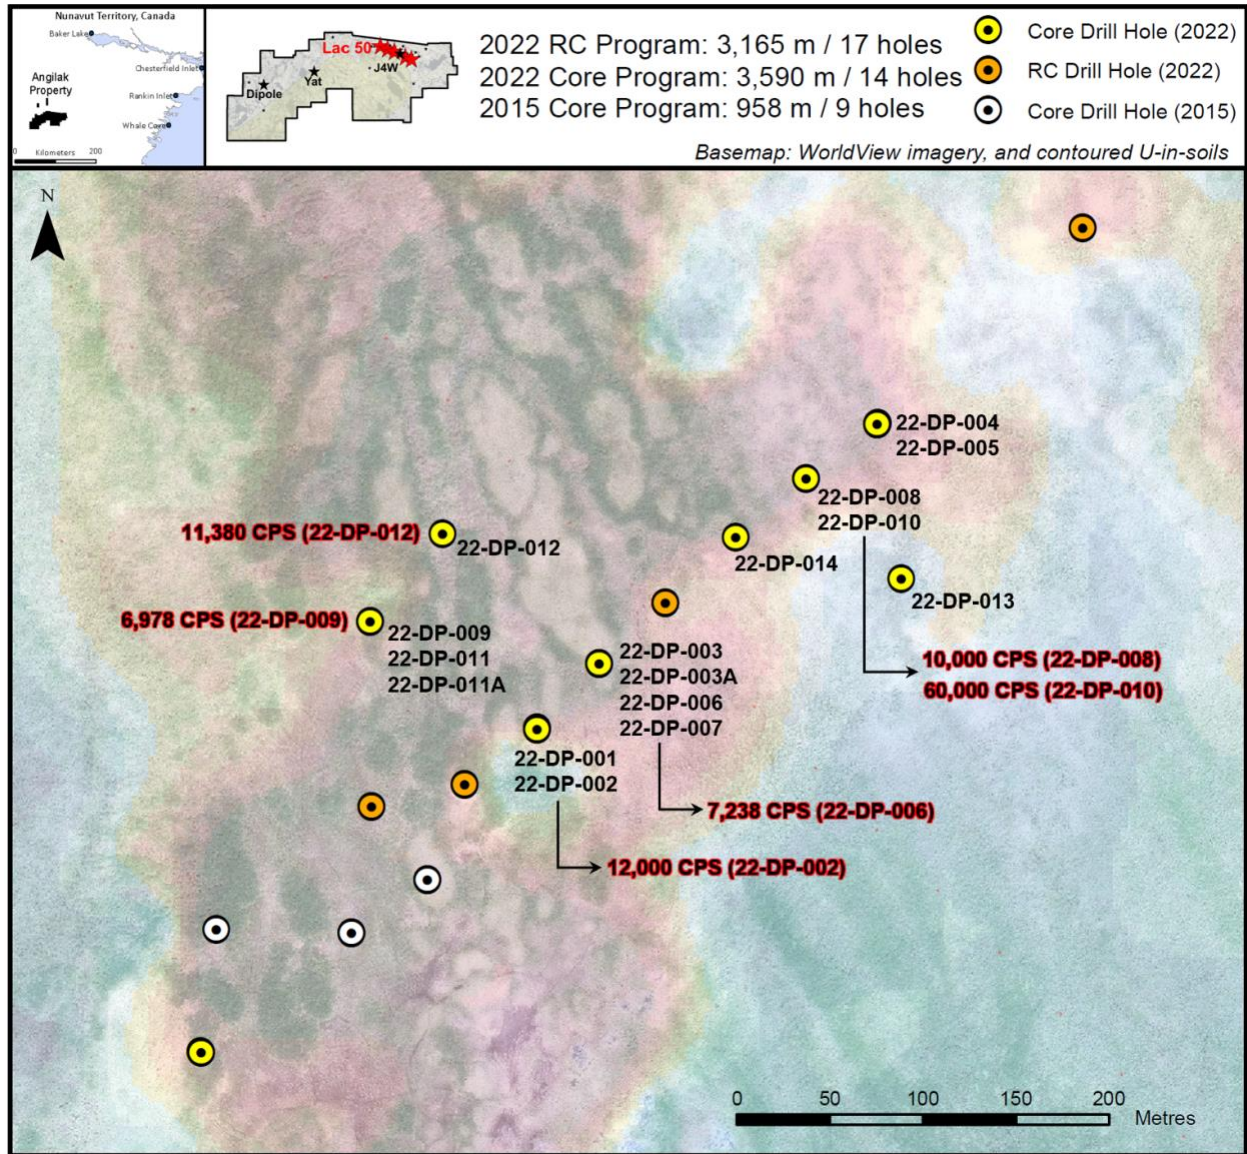 Nunavut Territory, Canada
Baker Lake
Chesterfield Inlet
Angilak
Property
Rankin Inlet
Whale Cove
0 Kilometers 200
Lac 50
J4W
Yat
Dipole
2022 RC Program: 3,165 m / 17 holes
2022 Core Program: 3,590 m / 14 holes
2015 Core Program: 958 m / 9 holes
Core Drill Hole (2022)
RC Drill Hole (2022)
Core Drill Hole (2015)
Basemap: WorldView imagery, and contoured U-in-soils
N
22-DP-004
22-DP-005
22-DP-008
22-DP-010
11,380 CPS (22-DP-012)
22-DP-012
22-DP-014
22-DP-013
6,978 CPS (22-DP-009)
22-DP-009
22-DP-011
22-DP-011A
22-DP-003
22-DP-003A
22-DP-006
22-DP-007
10,000 CPS (22-DP-008)
60,000 CPS (22-DP-010)
22-DP-001
22-DP-002
7,238 CPS (22-DP-006)
12,000 CPS (22-DP-002)
0 50 100 150 200
Metres